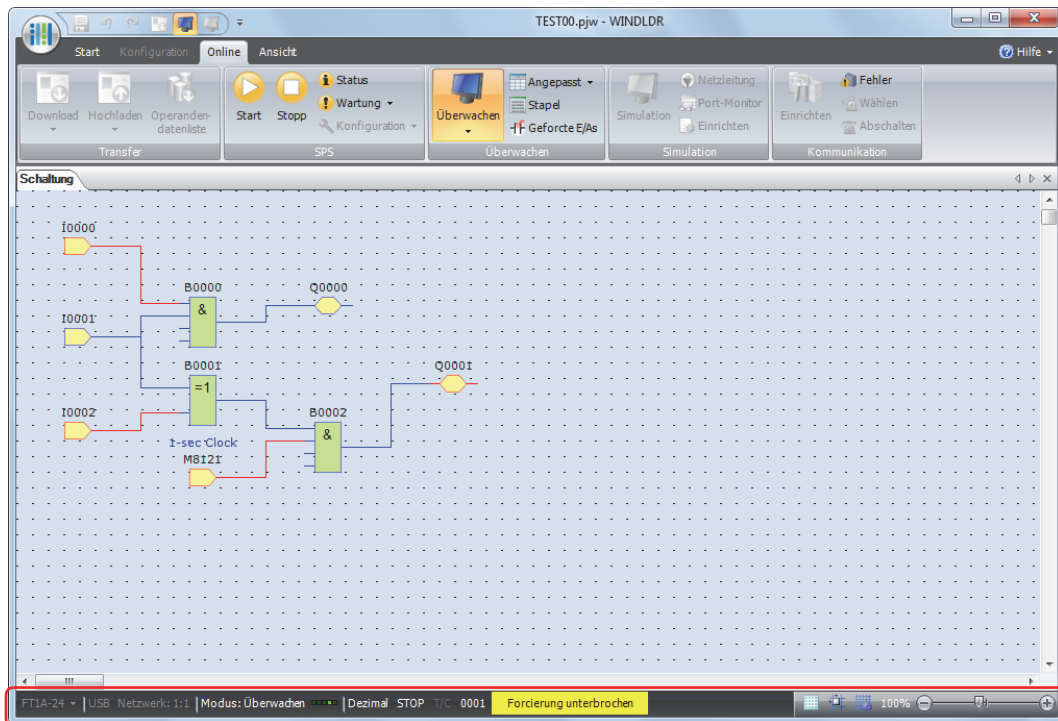 TEST00.pjw - WINDLDR
Start Konfiguration Online Ansicht Hilfe
Download Hochladen Operanden-datenliste
Transfer
Start Stopp Status
Wartung
Konfiguration
SPS
Überwachen Angepasst
Stapel
Geforcte E/As
Überwachen
Simulation Netzleitung
Port-Monitor
Einrichten
Simulation
Einrichten Fehler
Wählen
Abschalten
Kommunikation
Schaltung
I0000
B0000 Q0000
&
I0001
B0001 Q0001
=1
I0002 B0002
&
1-sec Clock
M8121
FT1A-24 USB Netzwerk: 1:1 Modus: Überwachen Dezimal STOP T/C 0001 Forcierung unterbrochen 100%